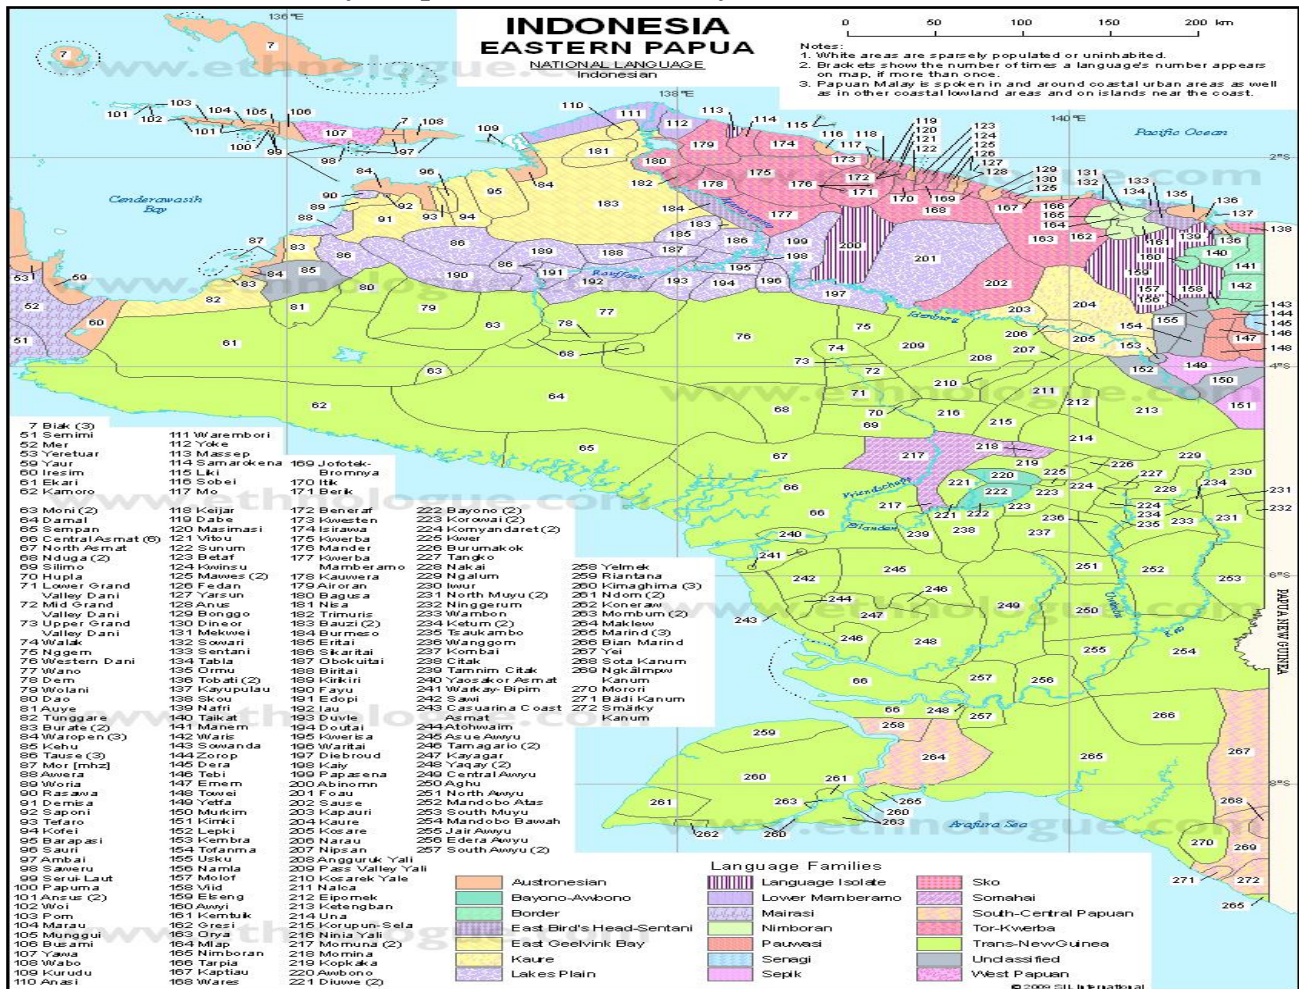 INDONESIA
EASTERN PAPUA
NATIONAL LANGUAGE
Indonesian
0 50 100 150 200 km
Notes:
1. White areas are sparsely populated or uninhabited.
2. Brackets show the number of times a language's number appears
on map, if more than once.
3. Papuan Malay is spoken in and around coastal urban areas as well
as in other coastal lowland areas and on islands near the coast.
136 °E
138 °E
140 °E
2°S
4°S
6°S
8°S
Pacific Ocean
Cenderawasih
Bay
Rouffaer
Idenburg
Vriendschaps
Eilanden
Arafura Sea
PAPUA NEW GUINEA
www.ethnologue.com
7 Biak (3)
51 Semimi
52 Mer
53 Yeretuar
59 Yaur
60 Iresim
61 Ekari
62 Kamoro
63 Moni (2)
64 Damal
65 Sempan
66 Central Asmat (6)
67 North Asmat
68 Nduga (2)
69 Silimo
70 Hupla
71 Lower Grand
Valley Dani
72 Mid Grand
Valley Dani
73 Upper Grand
Valley Dani
74 Walak
75 Nggem
76 Western Dani
77 Wano
78 Dem
79 Wolani
80 Dao
81 Auye
82 Tunggare
83 Burate (2)
84 Waropen (3)
85 Kehu
86 Tause (3)
87 Mor [mhz]
88 Awera
89 Woria
90 Rasawa
91 Demisa
92 Saponi
93 Tefaro
94 Kofei
95 Barapasi
96 Sauri
97 Ambai
98 Saweru
99 Serui-Laut
100 Papuma
101 Ansus (2)
102 Woi
103 Pom
104 Marau
105 Munggui
106 Busami
107 Yawa
108 Wabo
109 Kurudu
110 Anasi
111 Warembori
112 Yoke
113 Massep
114 Samarokena
115 Liki
116 Sobei
117 Mo
118 Keijar
119 Dabe
120 Masimasi
121 Vitou
122 Sunum
123 Betaf
124 Kwinsu
125 Mawes (2)
126 Fedan
127 Yarsun
128 Anus
129 Bonggo
130 Dineor
131 Mekwei
132 Sowari
133 Sentani
134 Tabla
135 Ormu
136 Tobati (2)
137 Kayupulau
138 Skou
139 Nafri
140 Taikat
141 Manem
142 Waris
143 Sowanda
144 Zorop
145 Dera
146 Tebi
147 Emem
148 Towei
149 Yetfa
150 Murkim
151 Kimki
152 Lepki
153 Kembra
154 Tofanma
155 Usku
156 Namla
157 Molof
158 Viid
159 Elseng
160 Awyi
161 Kemtuik
162 Gresi
163 Orya
164 Mlap
165 Nimboran
166 Tarpia
167 Kaptiau
168 Wares
169 Jofotek-
Bromnya
170 Itik
171 Berik
172 Beneraf
173 Kwesten
174 Isirawa
175 Kwerba
176 Mander
177 Kwerba
Mamberamo
178 Kauwera
179 Airoran
180 Bagusa
181 Nisa
182 Trimuris
183 Bauzi (2)
184 Burmeso
185 Eritai
186 Sikaritai
187 Obokuitai
188 Biritai
189 Kirikiri
190 Fayu
191 Edopi
192 Iau
193 Duvle
194 Doutai
195 Kwerisa
196 Waritai
197 Diebroud
198 Kaiy
199 Papasena
200 Abinomn
201 Foau
202 Sause
203 Kapauri
204 Kaure
205 Kosare
206 Narau
207 Nipsan
208 Angguruk Yali
209 Pass Valley Yali
210 Kosarek Yale
211 Nalca
212 Eipomek
213 Ketengban
214 Una
215 Korupun-Sela
216 Ninia Yali
217 Momuna (2)
218 Momina
219 Kopkaka
220 Awbono
221 Diuwe (2)
222 Bayono (2)
223 Korowai (2)
224 Komyandaret (2)
225 Kwer
226 Burumakok
227 Tangko
228 Nakai
229 Ngalum
230 Iwur
231 North Muyu (2)
232 Ninggerum
233 Wambon
234 Ketum (2)
235 Tsaukambo
236 Wanggom
237 Kombai
238 Citak
239 Tamnim Citak
240 Yaosakor Asmat
241 Warkay-Bipim
242 Sawi
243 Casuarina Coast
Asmat
244 Atohwaim
245 Asue Awyu
246 Tamagario (2)
247 Kayagar
248 Yaqay (2)
249 Central Awyu
250 Aghu
251 North Awyu
252 Mandobo Atas
253 South Muyu
254 Mandobo Bawah
255 Jair Awyu
256 Edera Awyu
257 South Awyu (2)
258 Yelmek
259 Riantana
260 Kimaghima (3)
261 Ndom (2)
262 Koneraw
263 Mombum (2)
264 Maklew
265 Marind (3)
266 Bian Marind
267 Yei
268 Sota Kanum
269 Ngkâlmpw
Kanum
270 Morori
271 Bädi Kanum
272 Smärky
Kanum
Language Families
Austronesian
Bayono-Awbono
Border
East Bird's Head-Sentani
East Geelvink Bay
Kaure
Lakes Plain
Language Isolate
Lower Mamberamo
Mairasi
Nimboran
Pauwasi
Senagi
Sepik
Sko
Somahai
South-Central Papuan
Tor-Kwerba
Trans-New Guinea
Unclassified
West Papuan
© 2009 SIL International